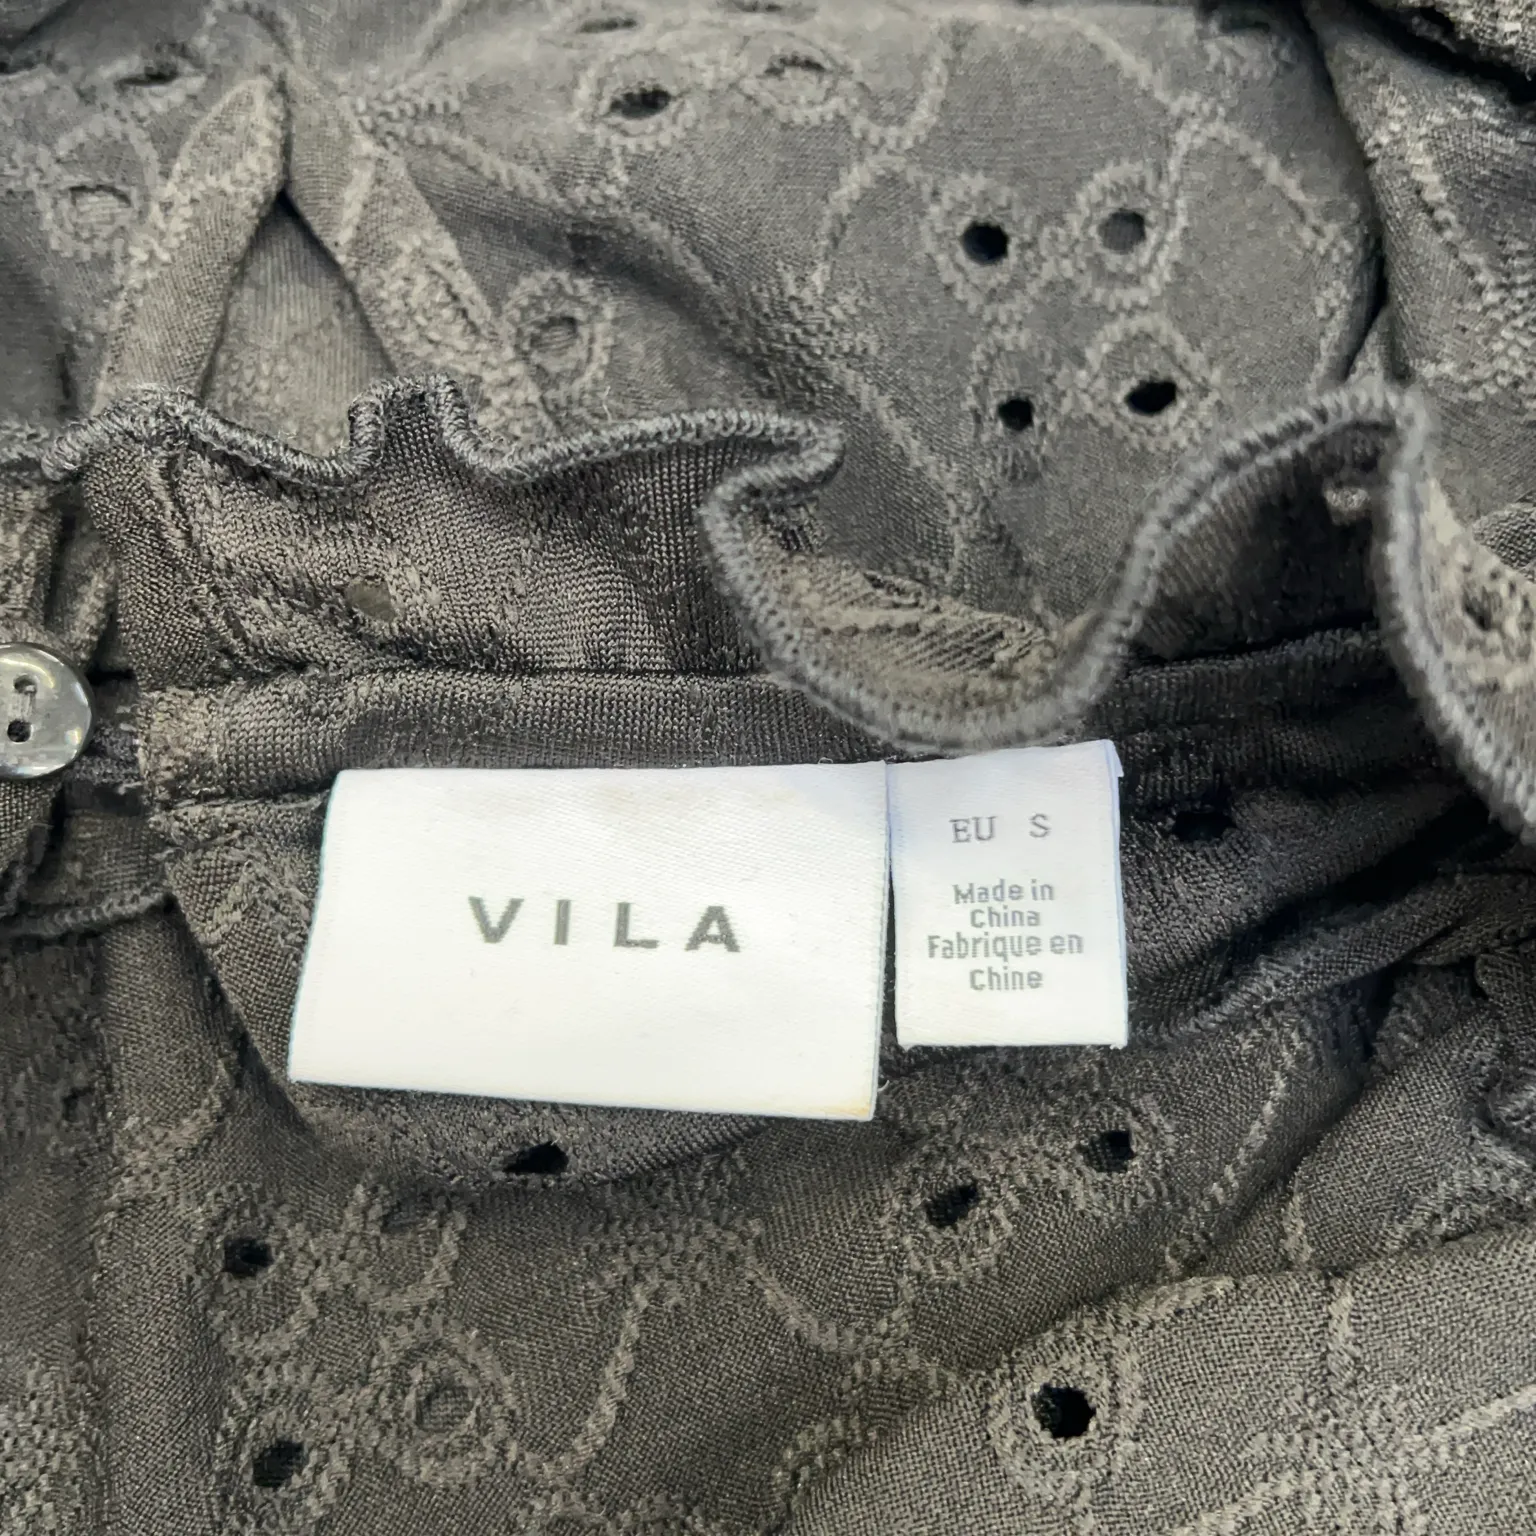 VILA
EU S
Made in
China
Fabrique en
Chine